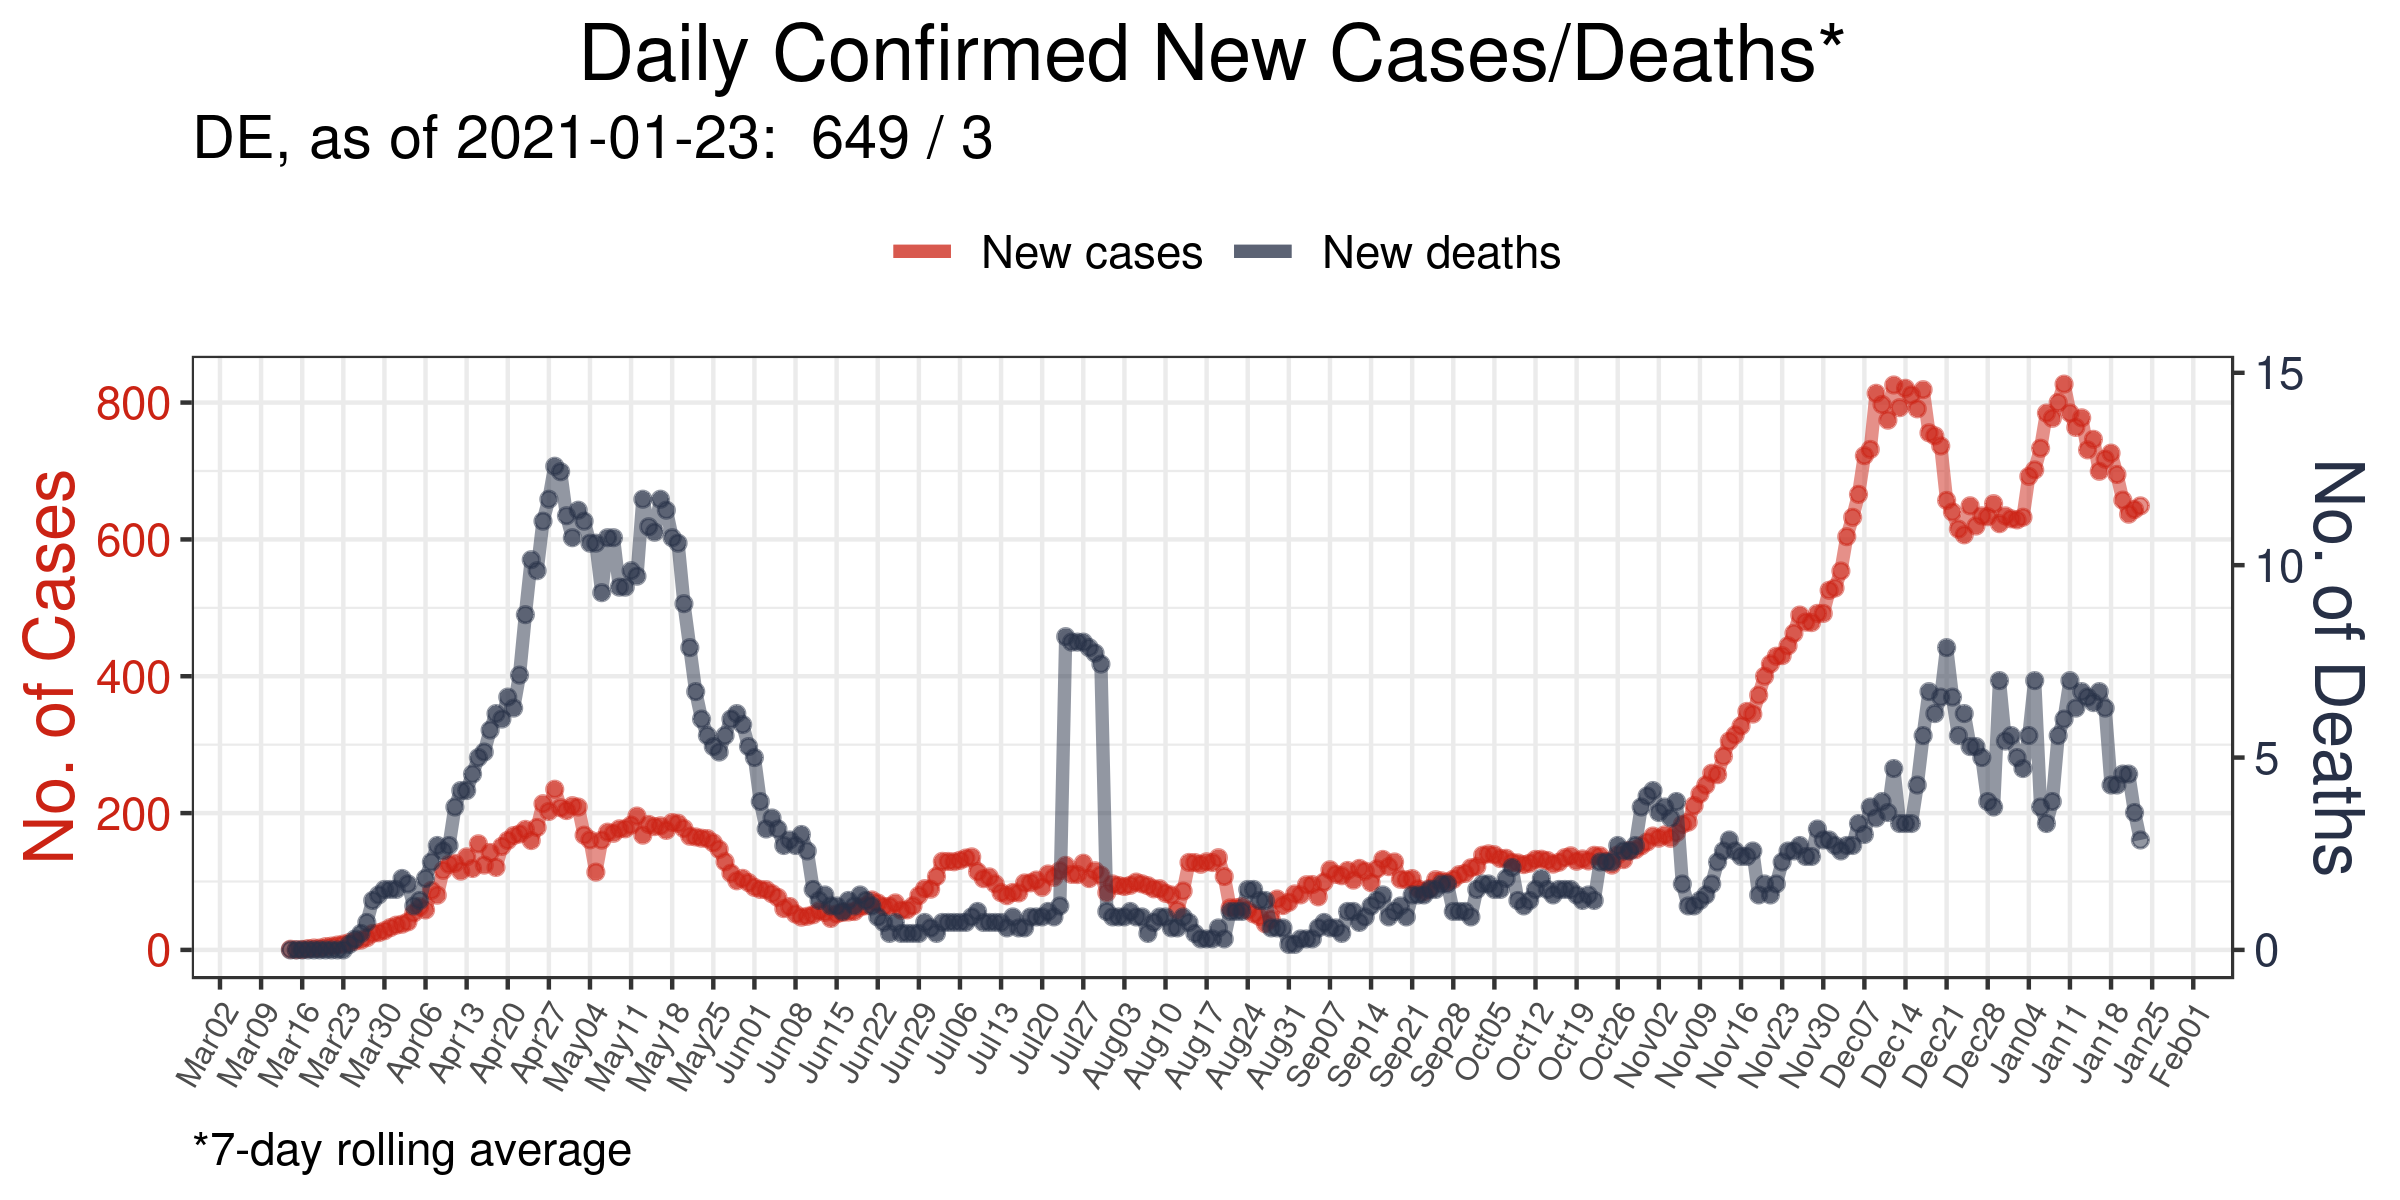 Daily Confirmed New Cases/Deaths*
DE, as of 2021-01-23:  649 / 3
New cases New deaths
No. of Cases
800
600
400
200
0
15
10
5
0
No. of Deaths
Mar02 Mar09 Mar16 Mar23 Mar30 Apr06 Apr13 Apr20 Apr27 May04 May11 May18 May25 Jun01 Jun08 Jun15 Jun22 Jun29 Jul06 Jul13 Jul20 Jul27 Aug03 Aug10 Aug17 Aug24 Aug31 Sep07 Sep14 Sep21 Sep28 Oct05 Oct12 Oct19 Oct26 Nov02 Nov09 Nov16 Nov23 Nov30 Dec07 Dec14 Dec21 Dec28 Jan04 Jan11 Jan18 Jan25 Feb01
*7-day rolling average